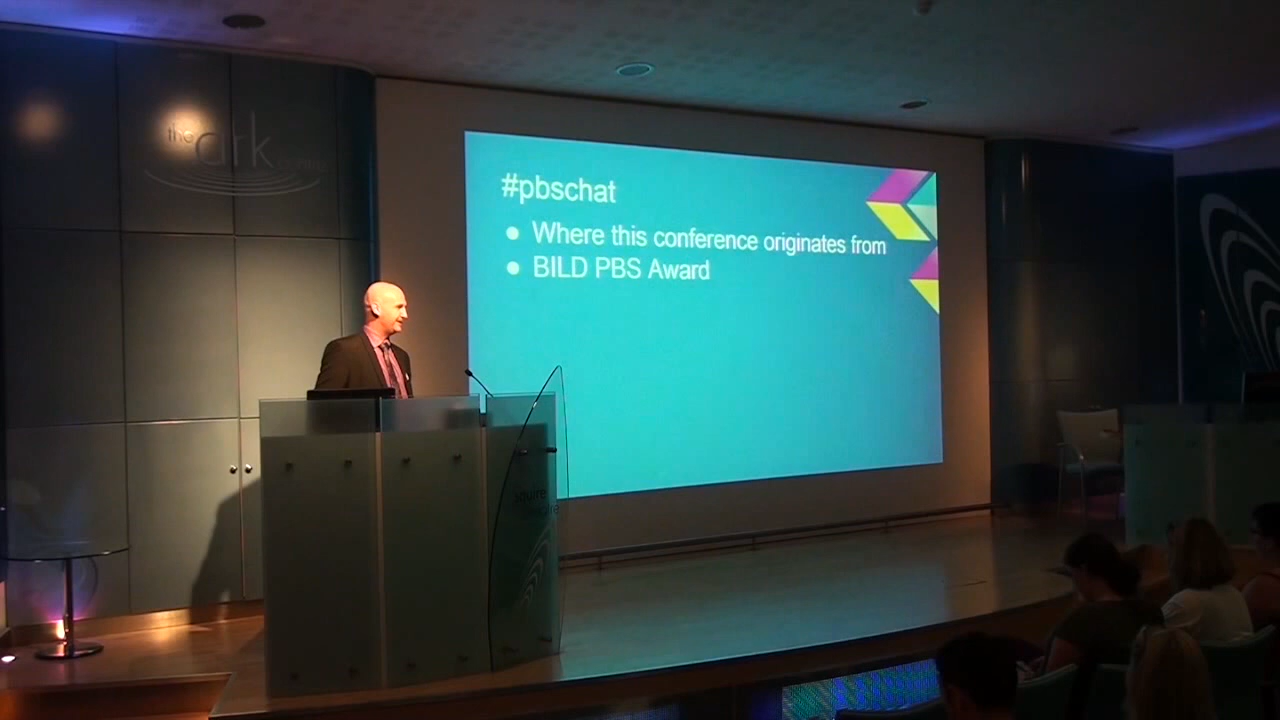 the ark
#pbschat
Where this conference originates from
BILD PBS Award